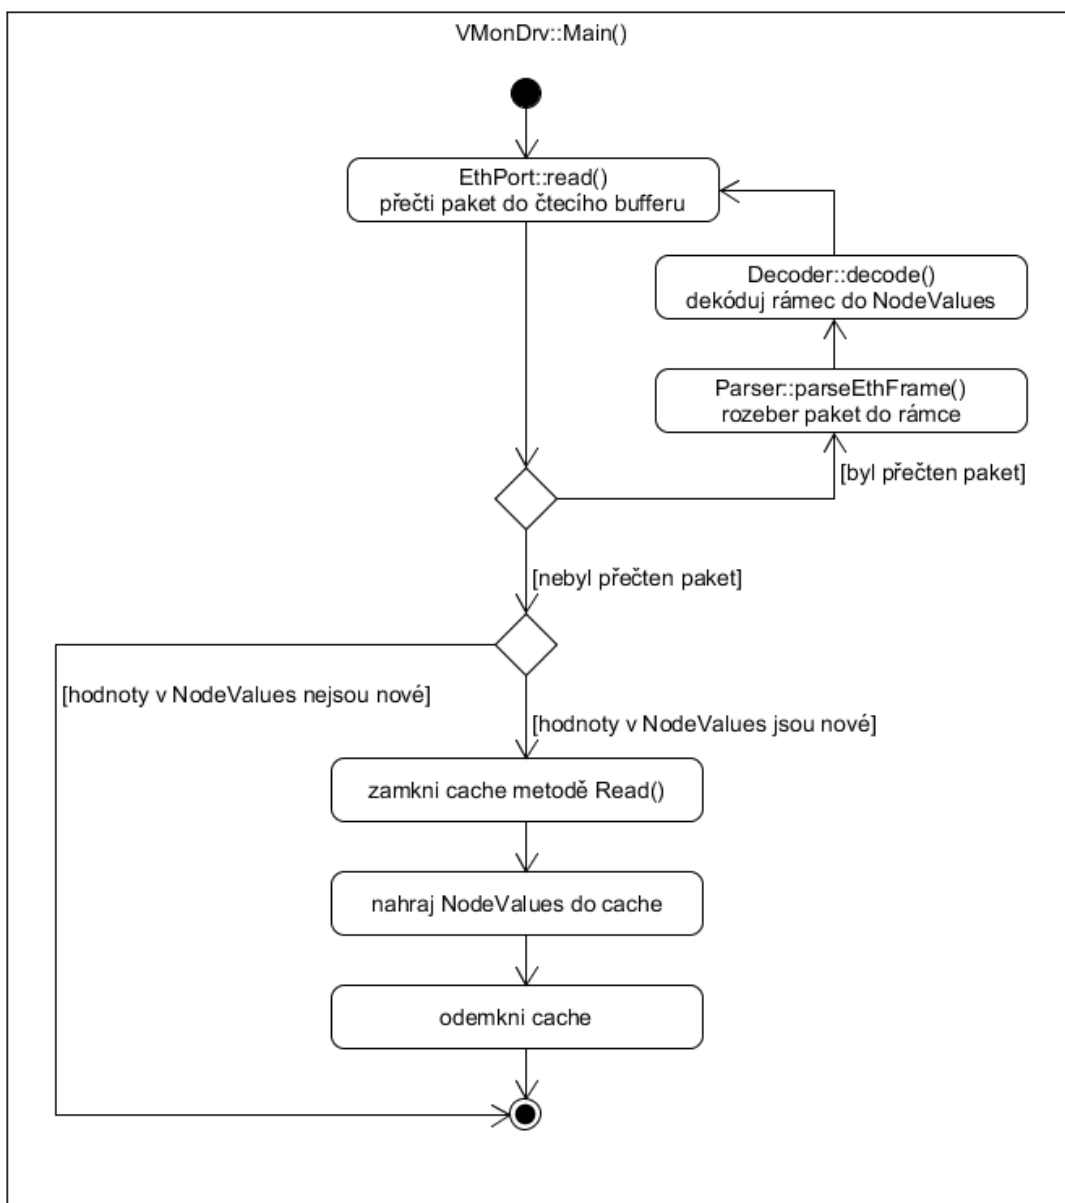 VMonDrv::Main()
EthPort::read()
přečti paket do čtecího bufferu
Decoder::decode()
dekóduj rámec do NodeValues
Parser::parseEthFrame()
rozeber paket do rámce
[byl přečten paket]
[nebyl přečten paket]
[hodnoty v NodeValues nejsou nové]
[hodnoty v NodeValues jsou nové]
zamkni cache metodě Read()
nahraj NodeValues do cache
odemkni cache